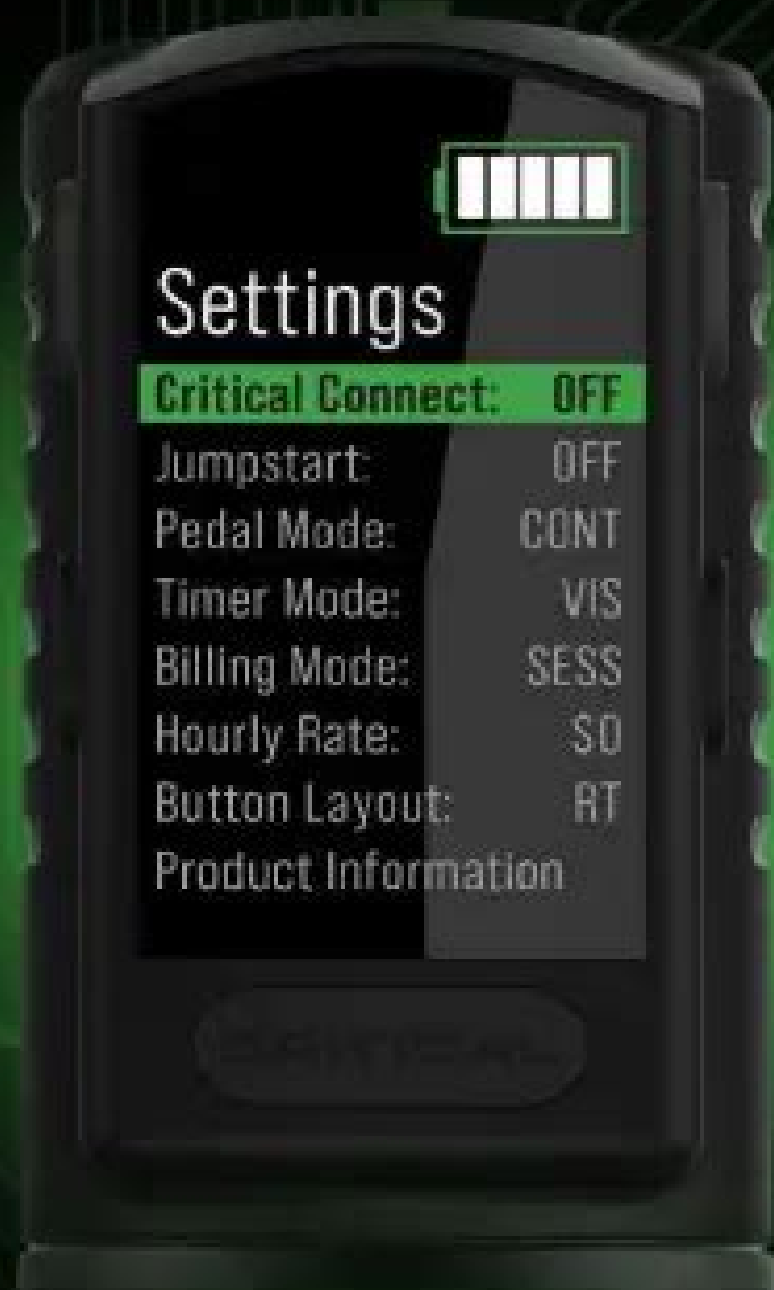 Settings
Critical Connect: OFF
Jumpstart: OFF
Pedal Mode: CONT
Timer Mode: VIS
Billing Mode: SESS
Hourly Rate: $0
Button Layout: RT
Product Information
CRITICAL